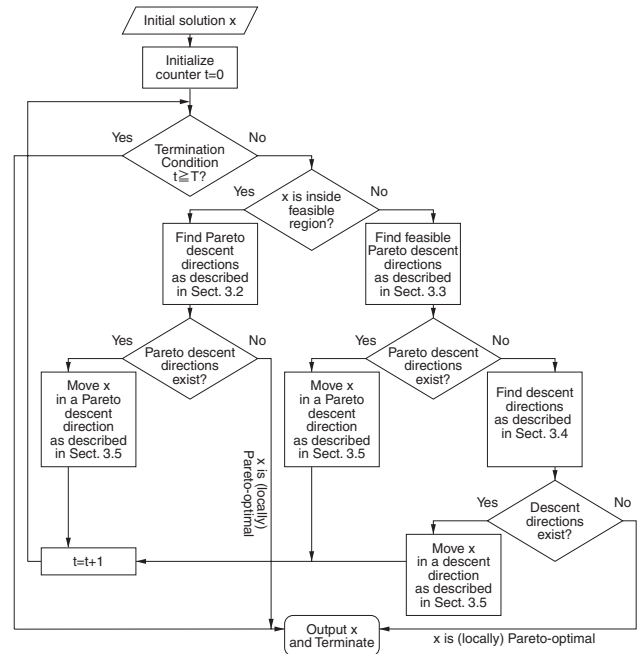 Initial solution x
Initialize
counter t=0
Yes
No
Termination
Condition
t≧T?
Yes
No
x is inside
feasible
region?
Find Pareto
descent
directions
as described
in Sect. 3.2
Find feasible
Pareto descent
directions
as described
in Sect. 3.3
Yes
No
Pareto descent
directions
exist?
Yes
No
Pareto descent
directions
exist?
Move x
in a Pareto
descent
direction
as described
in Sect. 3.5
Move x
in a Pareto
descent
direction
as described
in Sect. 3.5
Find descent
directions
as described
in Sect. 3.4
x is (locally)
Pareto-optimal
Yes
No
Descent
directions
exist?
t=t+1
Move x
in a descent
direction
as described
in Sect. 3.5
Output x
and Terminate
x is (locally) Pareto-optimal